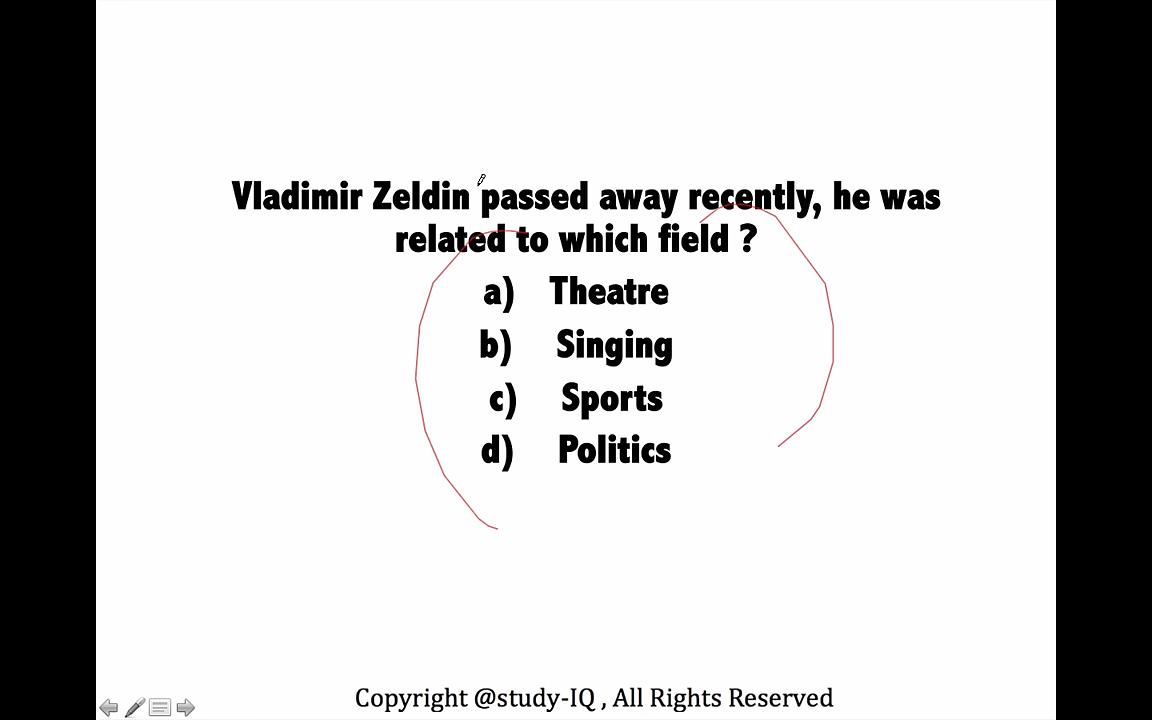 Vladimir Zeldin passed away recently, he was
related to which field ?
a) Theatre
b) Singing
c) Sports
d) Politics
Copyright @study-IQ , All Rights Reserved